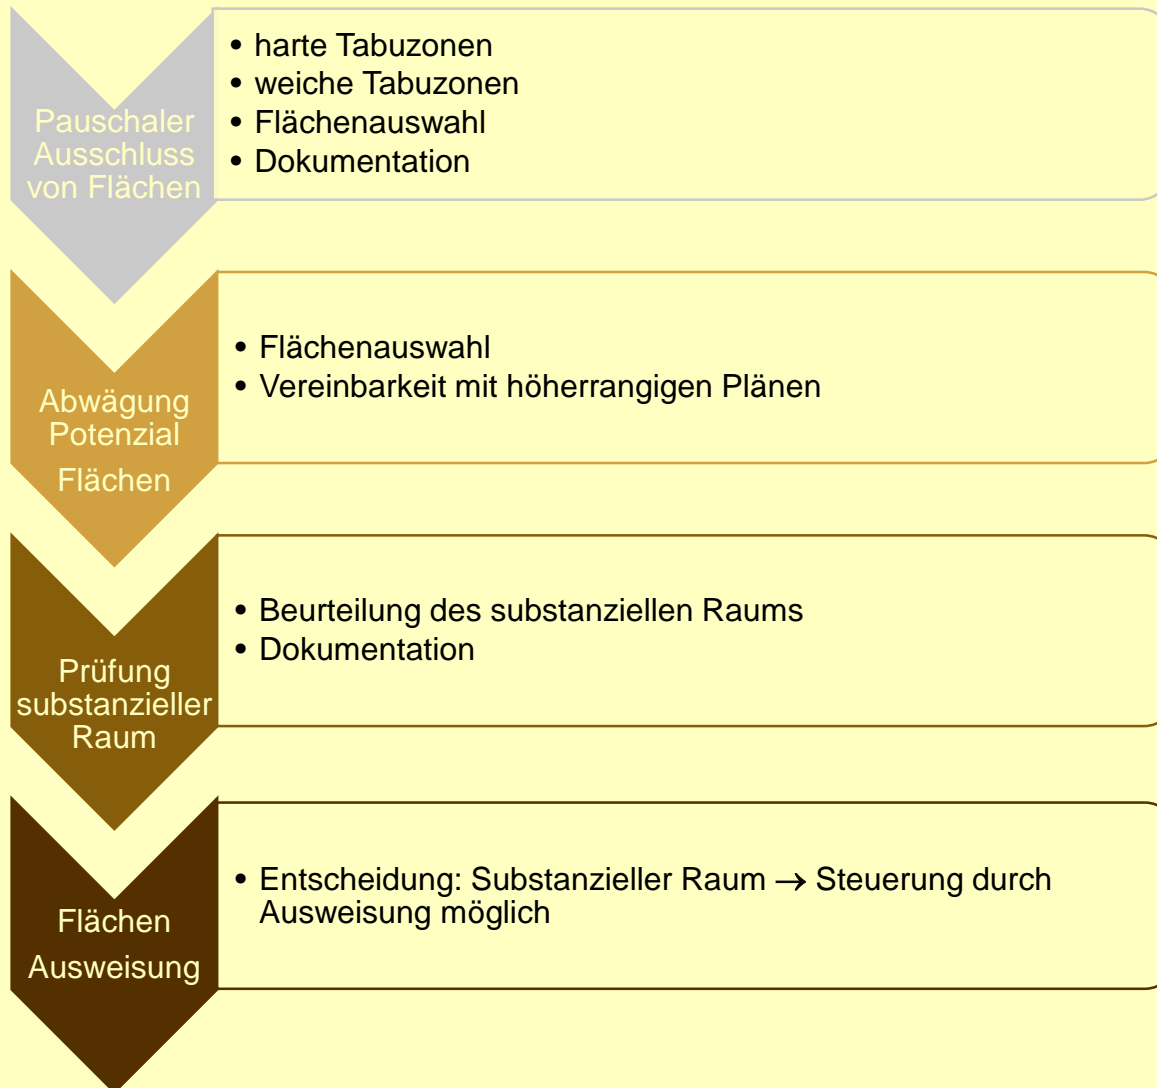 Pauschaler
Ausschluss
von Flächen
• harte Tabuzonen
• weiche Tabuzonen
• Flächenauswahl
• Dokumentation
Abwägung
Potenzial
Flächen
• Flächenauswahl
• Vereinbarkeit mit höherrangigen Plänen
Prüfung
substanzieller
Raum
• Beurteilung des substanziellen Raums
• Dokumentation
Flächen
Ausweisung
• Entscheidung: Substanzieller Raum → Steuerung durch
Ausweisung möglich